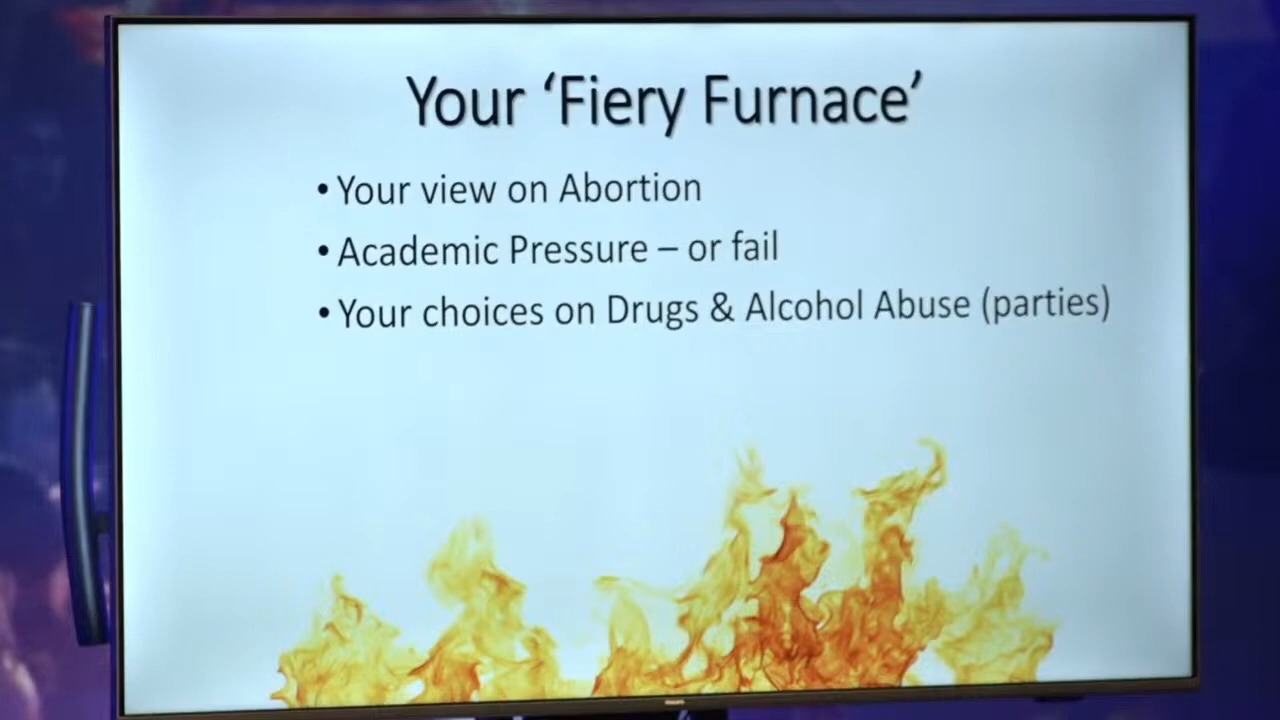 Your ‘Fiery Furnace’
• Your view on Abortion
• Academic Pressure – or fail
• Your choices on Drugs & Alcohol Abuse (parties)